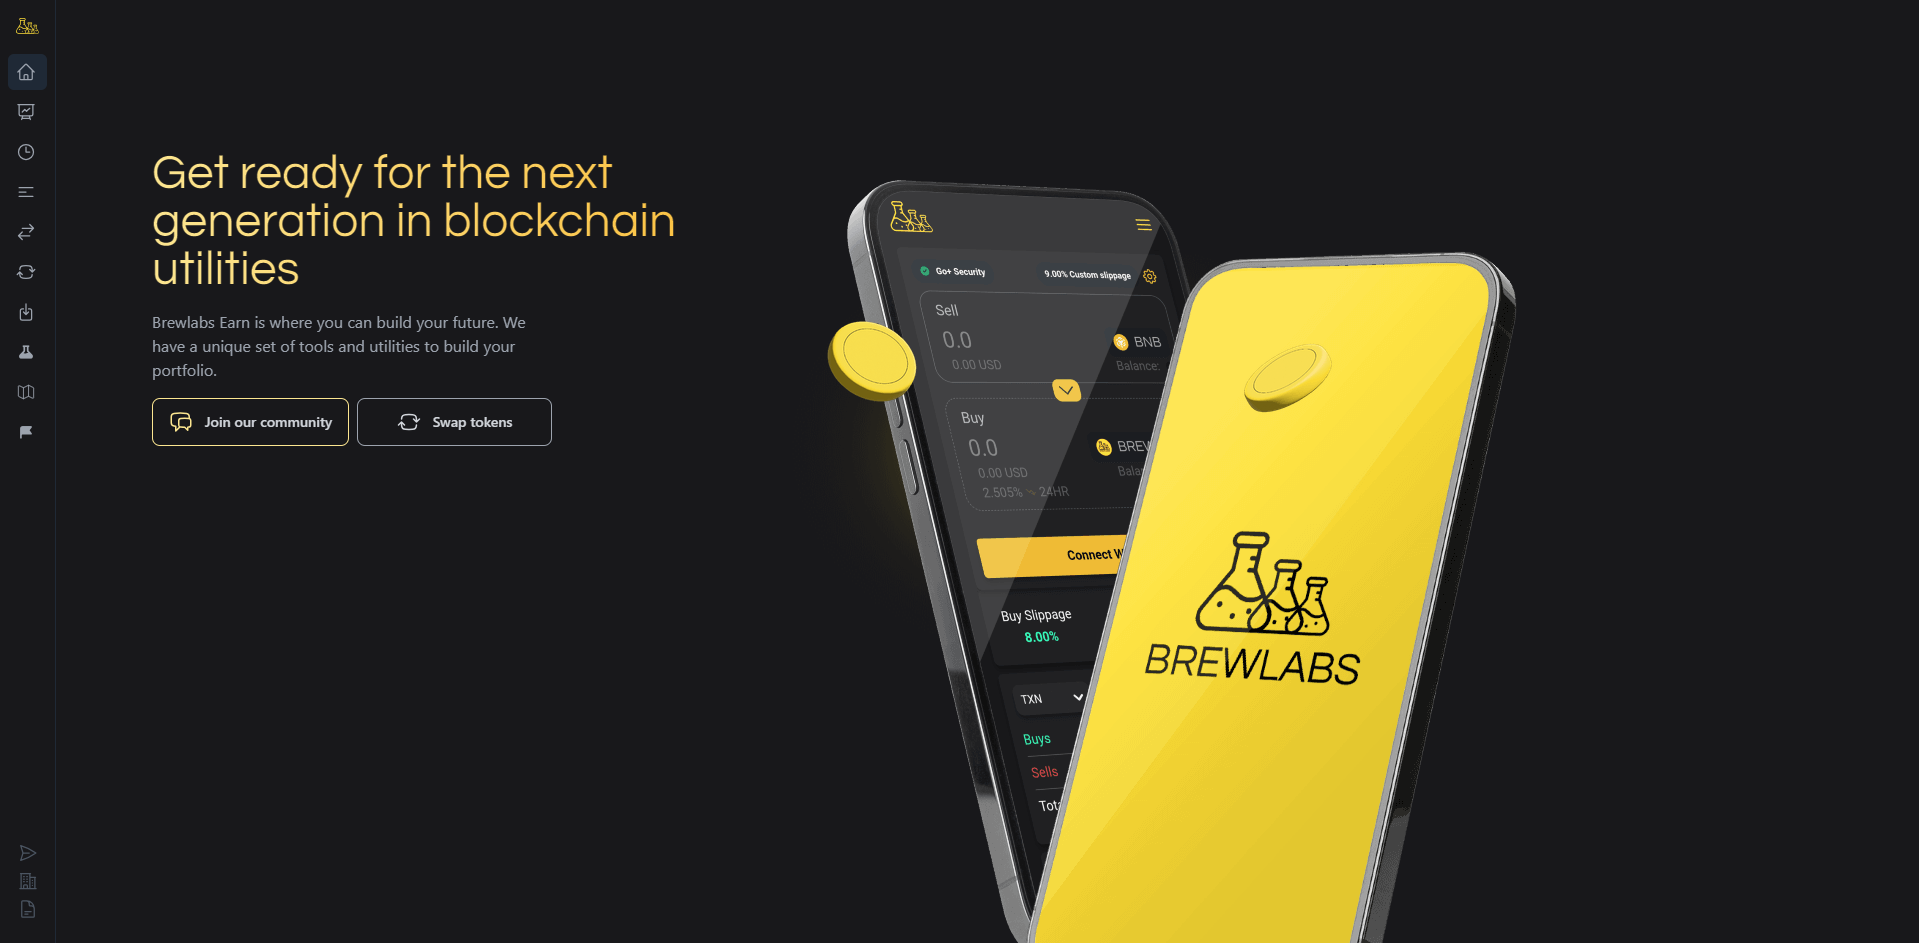 Get ready for the next
generation in blockchain
utilities
Brewlabs Earn is where you can build your future. We
have a unique set of tools and utilities to build your
portfolio.
Join our community
Swap tokens
Go+ Security
9.00% Custom slippage
Sell
0.0
BNB
0.00 USD
Balance:
Buy
0.0
0.00 USD
2.505% 24HR
Connect
Buy Slippage
8.00%
TXN
Buys
Sells
BREWLABS